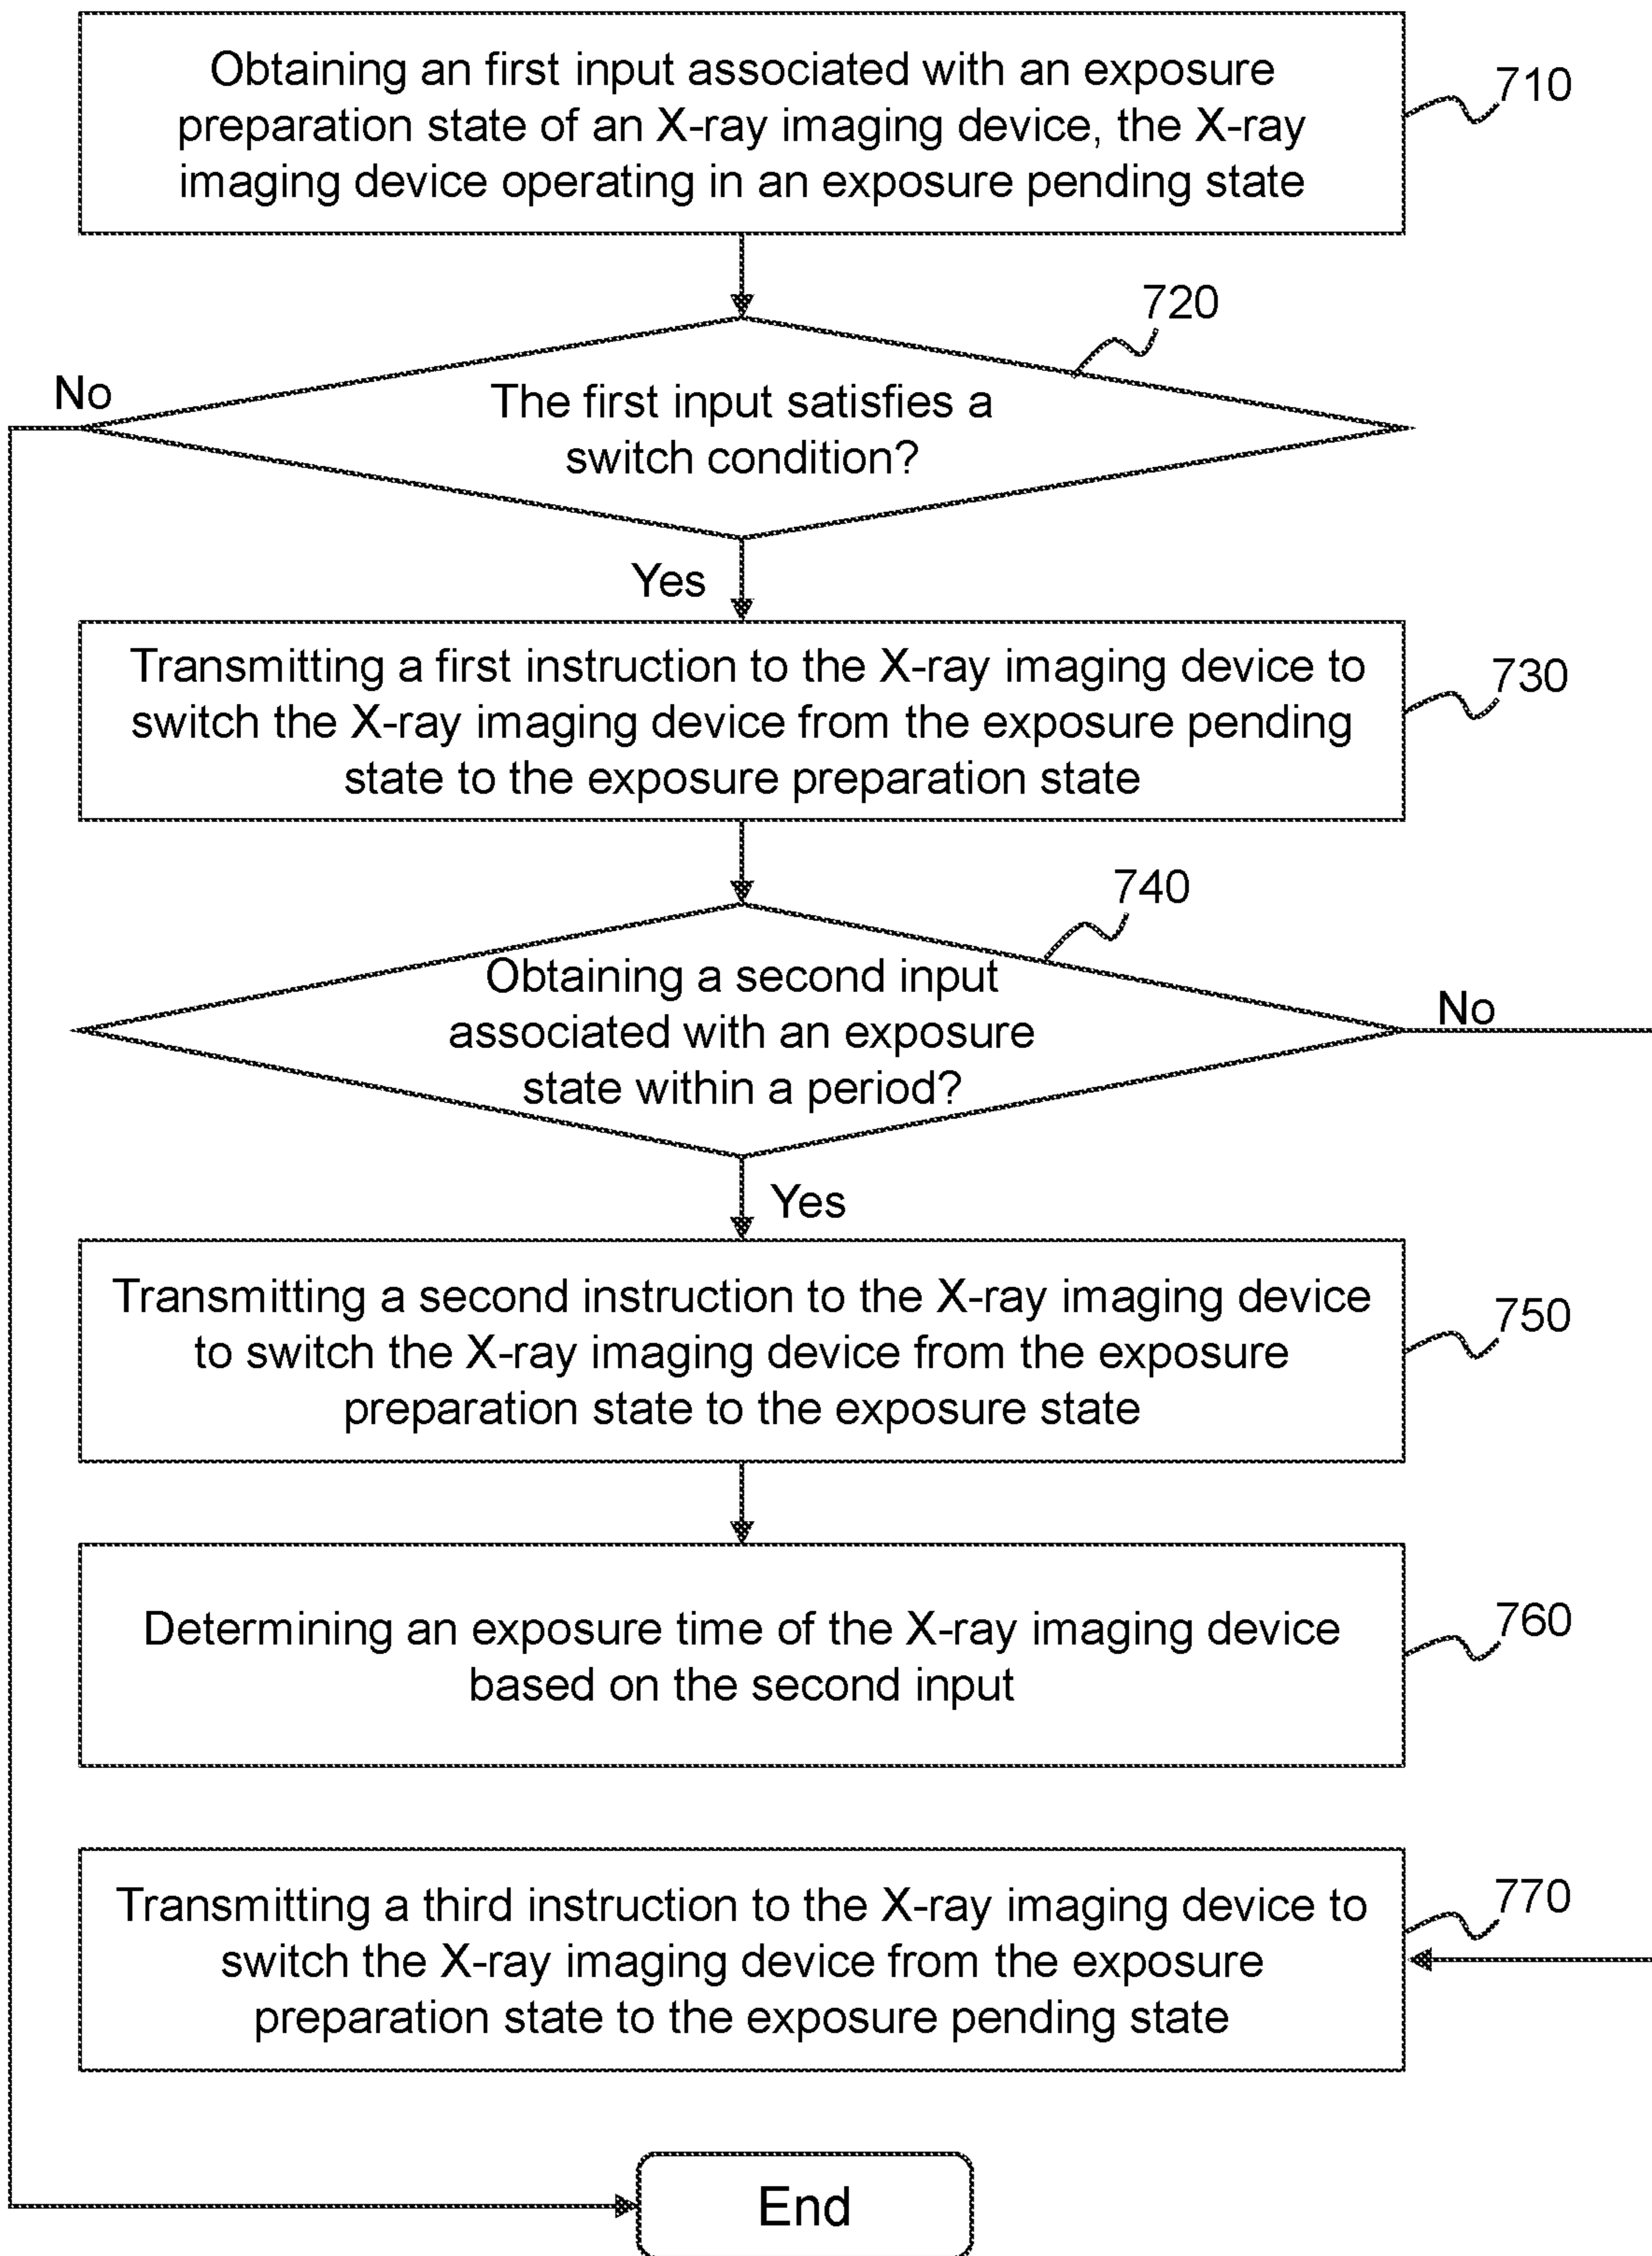 Obtaining an first input associated with an exposure
preparation state of an X-ray imaging device, the X-ray
imaging device operating in an exposure pending state
710
720
No
The first input satisfies a
switch condition?
Yes
Transmitting a first instruction to the X-ray imaging device to
switch the X-ray imaging device from the exposure pending
state to the exposure preparation state
730
740
Obtaining a second input
associated with an exposure
state within a period?
No
Yes
Transmitting a second instruction to the X-ray imaging device
to switch the X-ray imaging device from the exposure
preparation state to the exposure state
750
Determining an exposure time of the X-ray imaging device
based on the second input
760
Transmitting a third instruction to the X-ray imaging device to
switch the X-ray imaging device from the exposure
preparation state to the exposure pending state
770
End